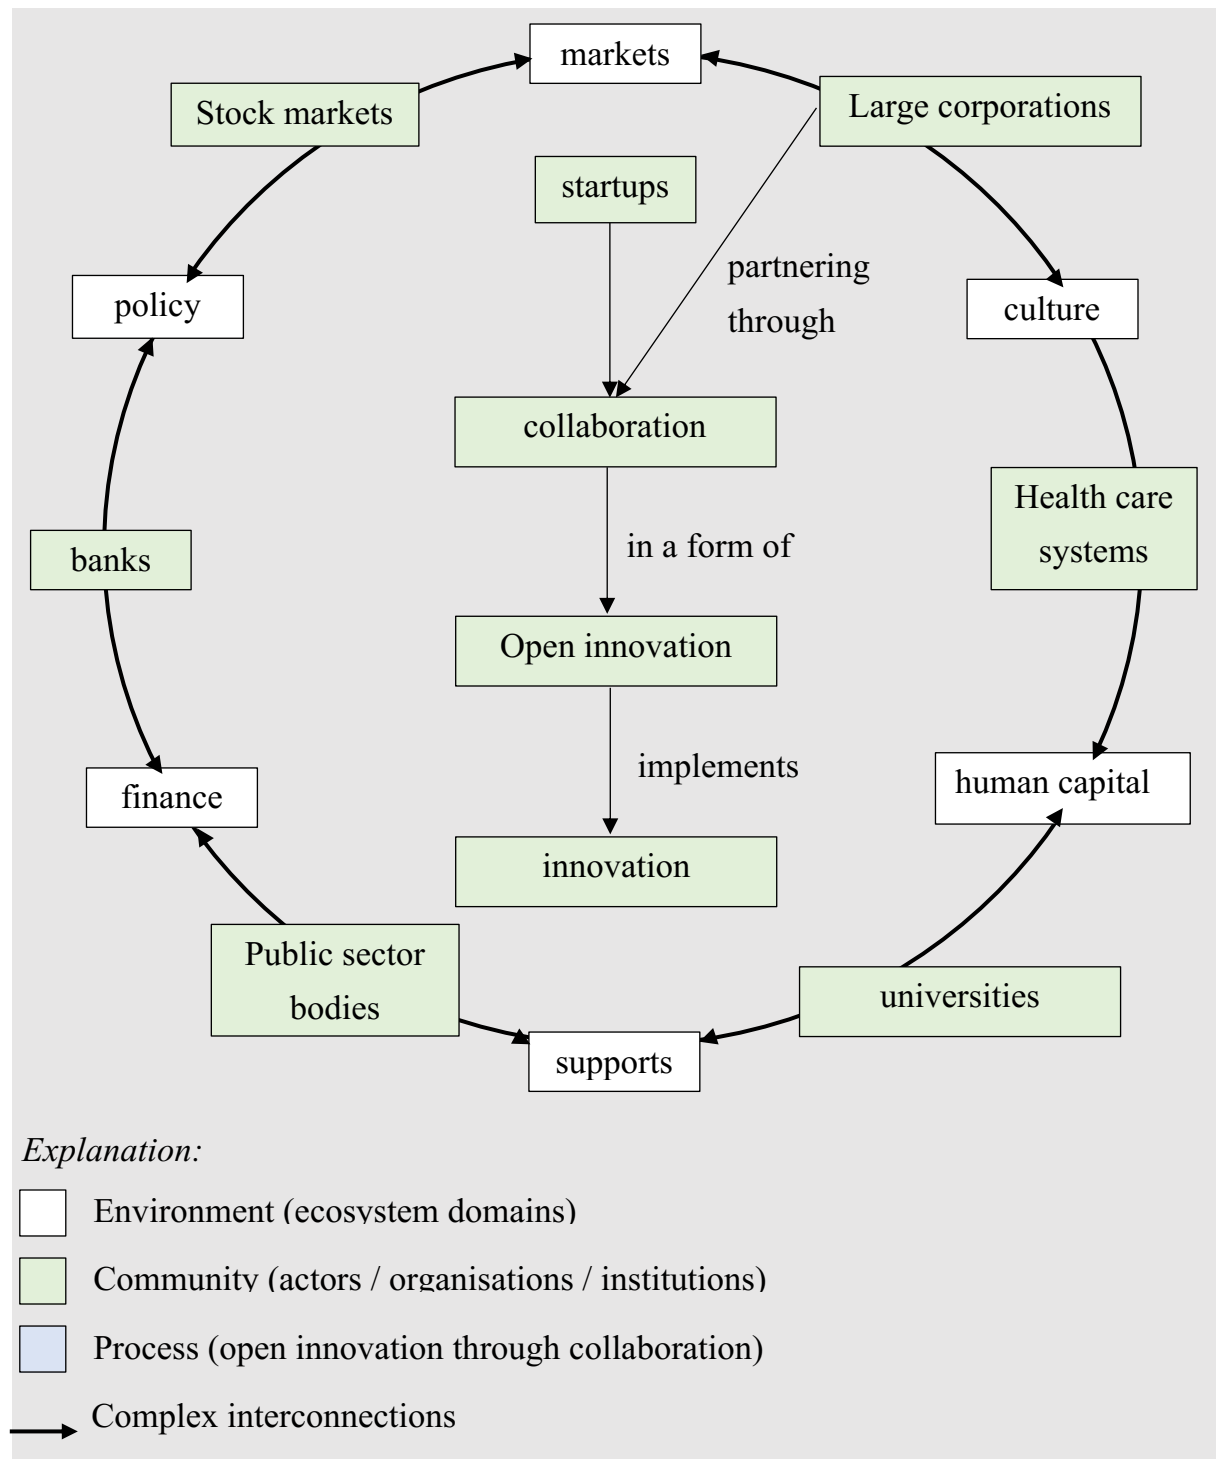 markets
Stock markets
Large corporations
startups
partnering
through
policy
culture
collaboration
Health care
systems
in a form of
banks
Open innovation
implements
human capital
finance
innovation
Public sector
bodies
universities
supports
Explanation:
Environment (ecosystem domains)
Community (actors / organisations / institutions)
Process (open innovation through collaboration)
Complex interconnections